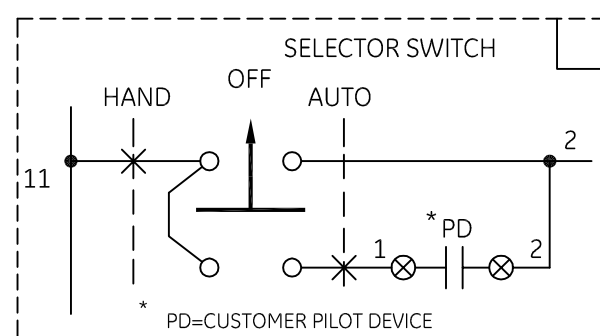 SELECTOR SWITCH
OFF
HAND
AUTO
2
11
* PD
1
2
*
PD=CUSTOMER PILOT DEVICE